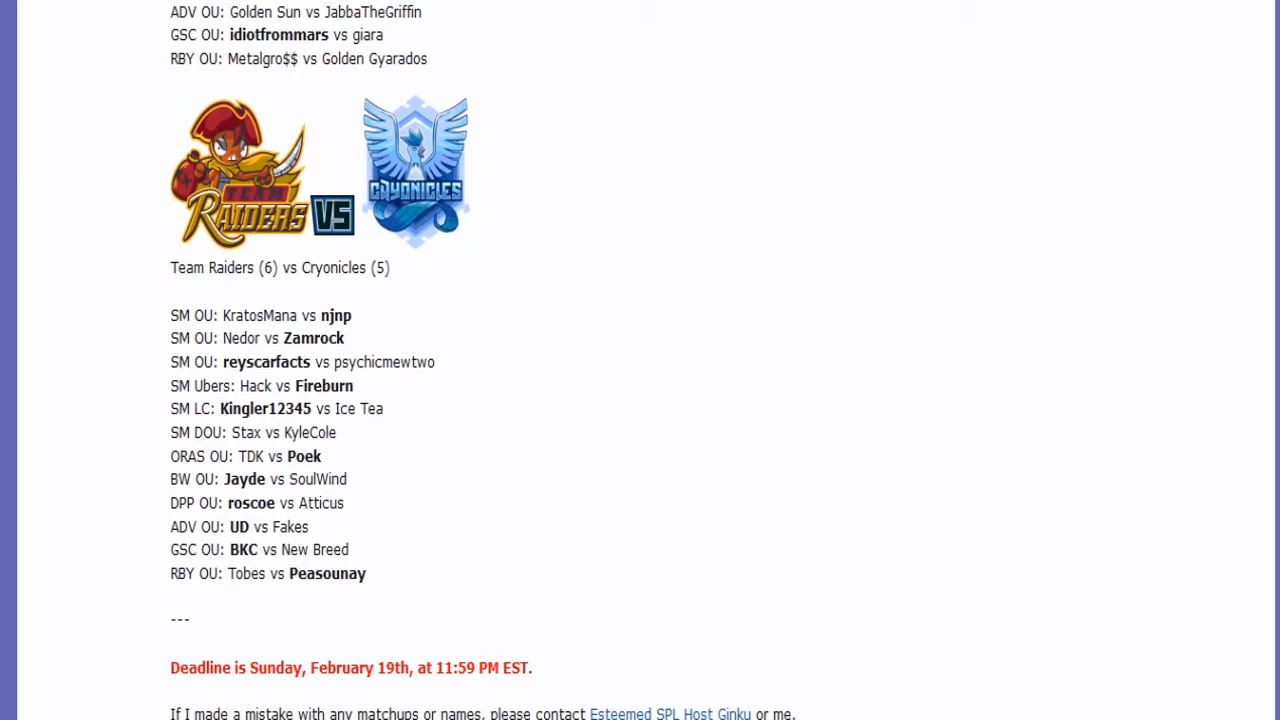 ADV OU: Golden Sun vs JabbaTheGriffin
GSC OU: idiotfrommars vs giara
RBY OU: Metalgro$$ vs Golden Gyarados
TEAM RAIDERS VS CRYONICLES
Team Raiders (6) vs Cryonicles (5)
SM OU: KratosMana vs njnp
SM OU: Nedor vs Zamrock
SM OU: reyscarfacts vs psychicmewtwo
SM Ubers: Hack vs Fireburn
SM LC: Kingler12345 vs Ice Tea
SM DOU: Stax vs KyleCole
ORAS OU: TDK vs Poek
BW OU: Jayde vs SoulWind
DPP OU: roscoe vs Atticus
ADV OU: UD vs Fakes
GSC OU: BKC vs New Breed
RBY OU: Tobes vs Peasounay
---
Deadline is Sunday, February 19th, at 11:59 PM EST.
If I made a mistake with any matchups or names, please contact Esteemed SPL Host Ginku or me.